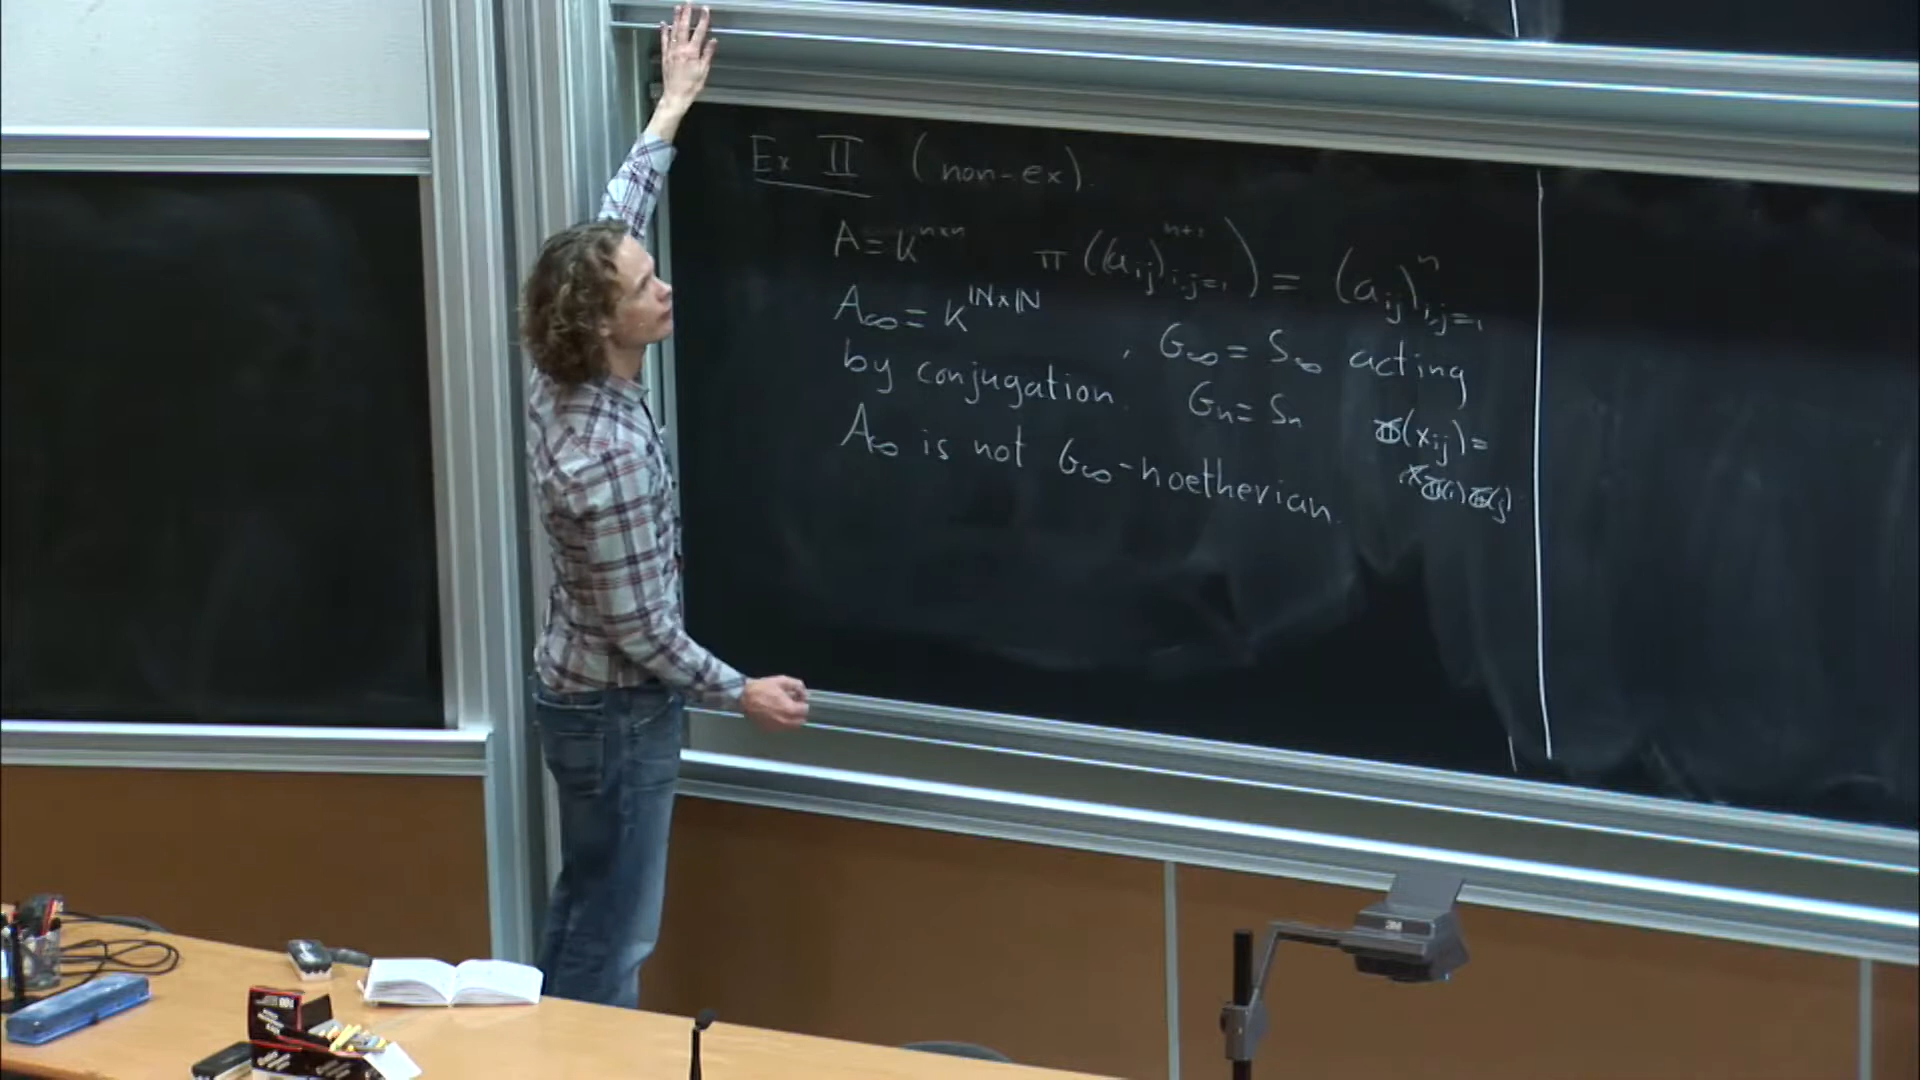 Ex II (non-ex).
A = K^{n×n} π((a_{ij})_{i,j=1}^{n+1}) = (a_{ij})_{i,j=1}^{n}
A_∞ = K^{ℕ×ℕ}, G_∞ = S_∞ acting
by conjugation. G_n = S_n
(x_{ij}) =
A_∞ is not G_∞-noetherian.